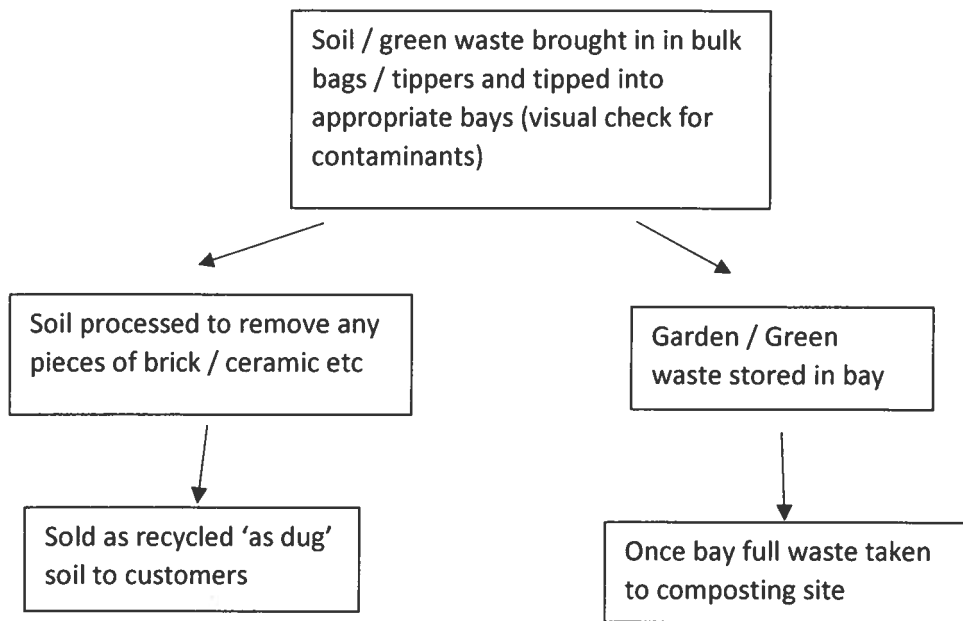 Soil / green waste brought in in bulk
bags / tippers and tipped into
appropriate bays (visual check for
contaminants)
Soil processed to remove any
pieces of brick / ceramic etc
Garden / Green
waste stored in bay
Sold as recycled ‘as dug’
soil to customers
Once bay full waste taken
to composting site